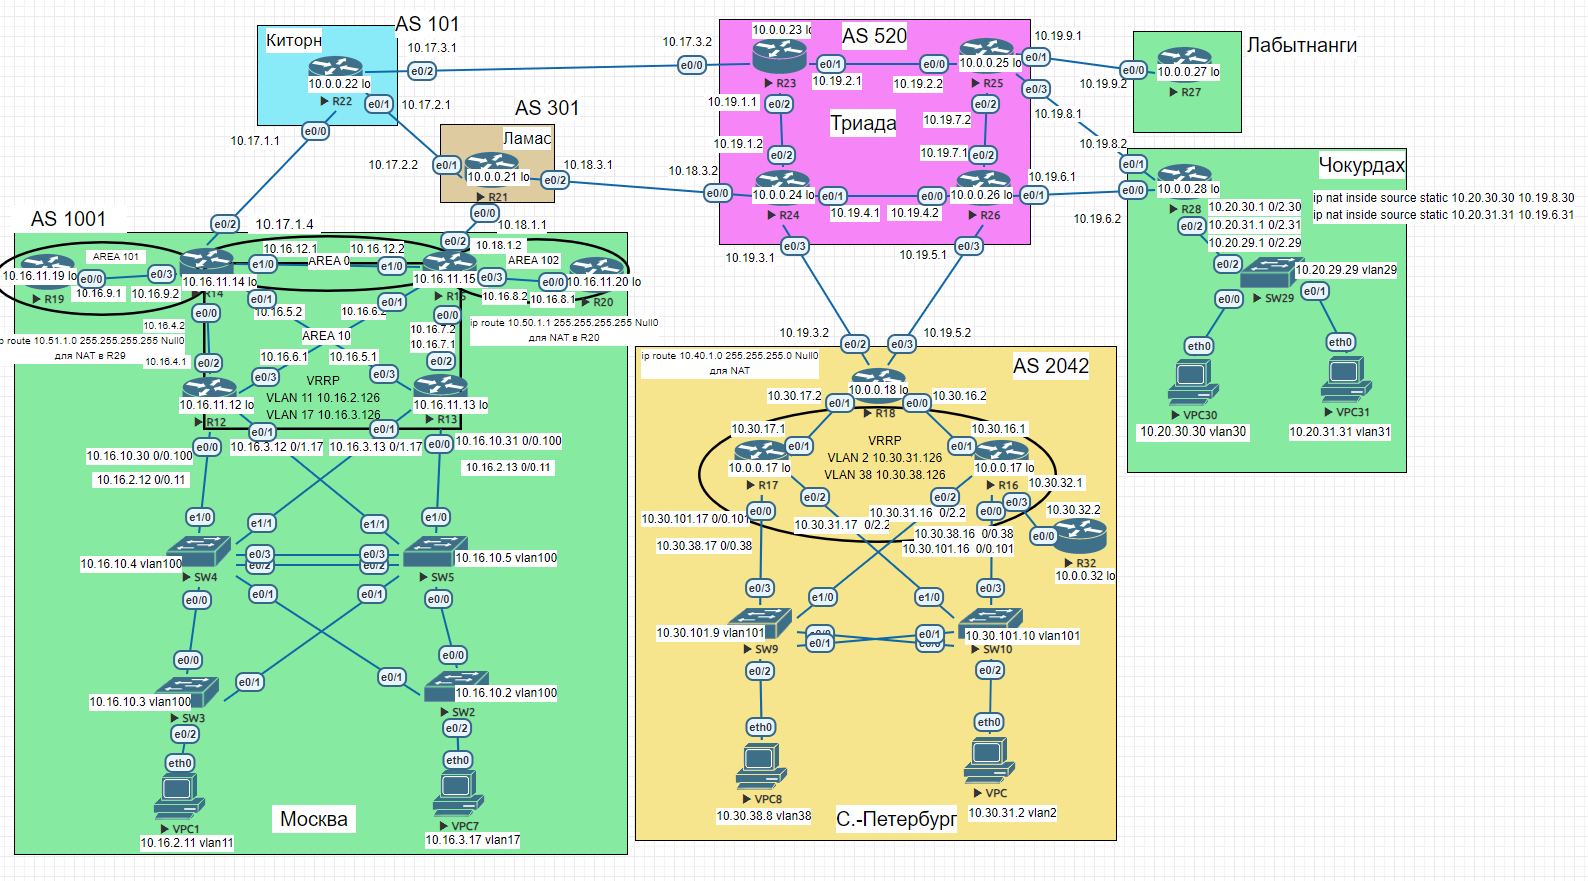 AS 101
Киторн
10.17.3.1
e0/2
10.0.0.22 lo
R22
e0/1
10.17.2.1
e0/0
10.17.1.1
AS 301
Ламас
10.17.2.2
e0/1
10.0.0.21 lo
e0/2
10.18.3.1
R21
e0/0
10.18.1.1
10.17.3.2
e0/0
10.0.0.23 lo
AS 520
e0/1
e0/0
10.0.0.25 lo
R23
10.19.2.1
10.19.2.2
R25
10.19.1.1
e0/2
10.19.7.2
e0/2
Триада
10.19.1.2
e0/2
10.19.7.1
e0/2
10.18.3.2
e0/0
10.0.0.24 lo
e0/1
e0/0
10.0.0.26 lo
e0/1
10.19.6.1
R24
10.19.4.1
10.19.4.2
R26
e0/3
e0/3
10.19.3.1
10.19.5.1
10.19.9.1
e0/1
e0/3
10.19.8.1
e0/0
10.19.9.2
10.0.0.27 lo
R27
Лабытнанги
10.19.8.2
e0/1
e0/0
10.19.6.2
10.0.0.28 lo
R28
Чокурдах
ip nat inside source static 10.20.30.30 10.19.8.30
ip nat inside source static 10.20.31.31 10.19.6.31
10.20.30.1 0/2.30
10.20.31.1 0/2.31
e0/2
10.20.29.1 0/2.29
e0/2
10.20.29.29 vlan29
SW29
e0/0
e0/1
eth0
eth0
VPC30
VPC31
10.20.30.30 vlan30
10.20.31.31 vlan31
AS 1001
e0/2
10.17.1.4
e0/2
10.18.1.2
AREA 101
10.16.12.1
10.16.12.2
AREA 0
AREA 102
10.16.11.19 lo
e0/0
e0/3
10.16.11.14 lo
e1/0
e1/0
10.16.11.15
e0/3
e0/0
10.16.11.20 lo
R19
10.16.9.1
10.16.9.2
R14
e0/1
e0/1
R15
10.16.8.2
10.16.8.1
R20
e0/0
10.16.5.2
10.16.6.2
e0/0
10.16.4.2
10.16.7.2
ip route 10.50.1.1 255.255.255.255 Null0
для NAT в R20
p route 10.51.1.0 255.255.255.255 Null0
для NAT в R29
AREA 10
10.16.7.1
10.16.4.1
e0/2
10.16.6.1
10.16.5.1
e0/2
e0/3
e0/3
VRRP
VLAN 11 10.16.2.126
VLAN 17 10.16.3.126
10.16.11.12 lo
10.16.11.13 lo
R12
R13
e0/1
e0/1
e0/0
e0/0
10.16.3.12 0/1.17
10.16.3.13 0/1.17
10.16.10.30 0/0.100
10.16.10.31 0/0.100
10.16.2.12 0/0.11
10.16.2.13 0/0.11
e1/0
e1/1
e1/1
e1/0
e0/3
e0/3
e0/2
e0/2
10.16.10.4 vlan100
10.16.10.5 vlan100
SW4
SW5
e0/0
e0/1
e0/1
e0/0
e0/0
e0/1
e0/1
e0/0
10.16.10.3 vlan100
10.16.10.2 vlan100
SW3
SW2
e0/2
e0/2
eth0
eth0
VPC1
VPC7
10.16.2.11 vlan11
10.16.3.17 vlan17
Москва
10.19.3.2
e0/2
e0/3
10.19.5.2
ip route 10.40.1.0 255.255.255.0 Null0
для NAT
AS 2042
10.0.0.18 lo
R18
10.30.17.2
e0/1
e0/0
10.30.16.2
10.30.17.1
10.30.16.1
e0/1
e0/1
VRRP
VLAN 2 10.30.31.126
VLAN 38 10.30.38.126
10.0.0.17 lo
10.0.0.17 lo
R17
R16
10.30.32.1
e0/2
e0/2
e0/3
e0/0
e0/0
10.30.32.2
10.30.101.17 0/0.101
10.30.31.17 0/2.2
10.30.31.16 0/2.2
10.30.38.17 0/0.38
10.30.38.16 0/0.38
10.30.101.16 0/0.101
e0/0
R32
10.0.0.32 lo
e0/3
e1/0
e1/0
e0/3
10.30.101.9 vlan101
e0/0
e0/1
e0/1
e0/0
10.30.101.10 vlan101
SW9
SW10
e0/2
e0/2
eth0
eth0
VPC8
VPC
10.30.38.8 vlan38
10.30.31.2 vlan2
С.-Петербург